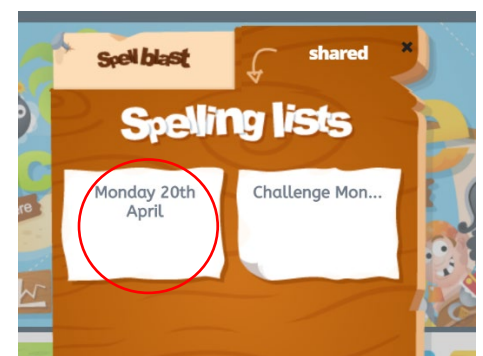 Spell blast
shared
Spelling lists
Monday 20th
April
Challenge Mon...